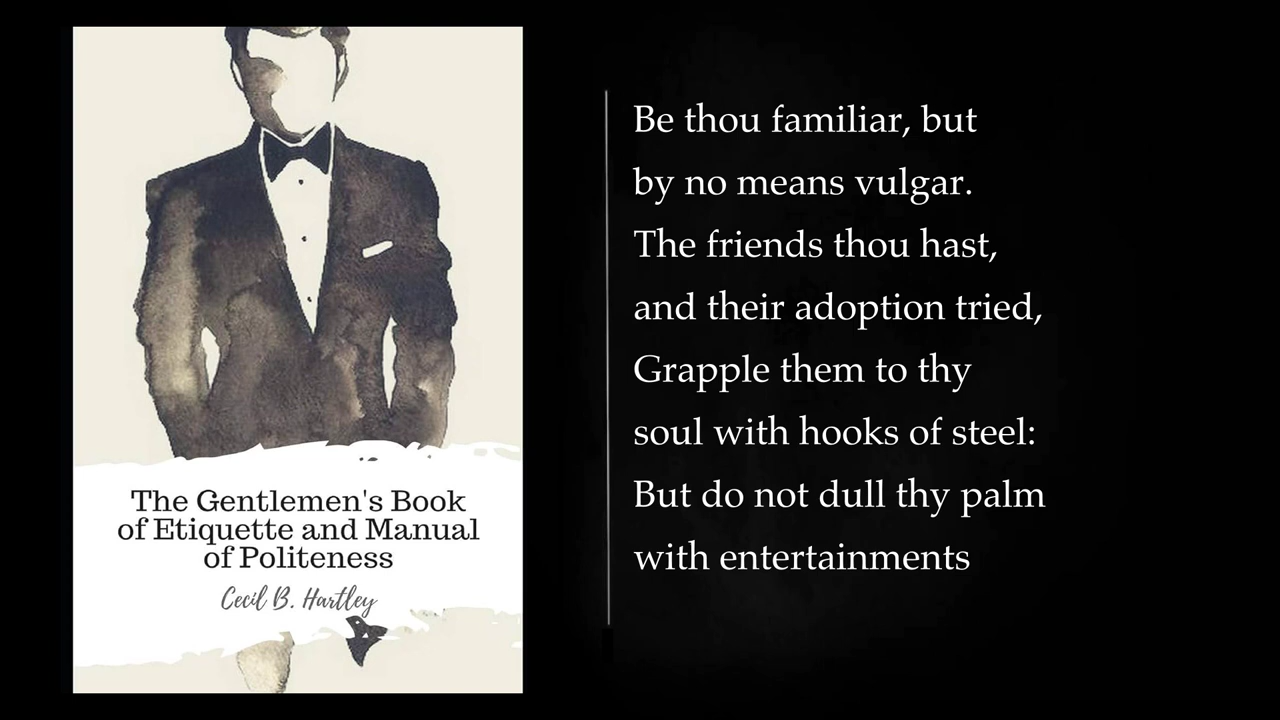 The Gentlemen's Book
of Etiquette and Manual
of Politeness
Cecil B. Hartley
Be thou familiar, but
by no means vulgar.
The friends thou hast,
and their adoption tried,
Grapple them to thy
soul with hooks of steel:
But do not dull thy palm
with entertainments